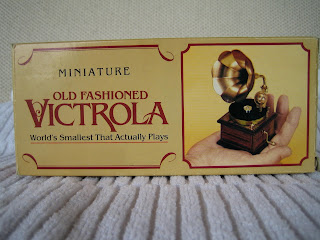 MINIATURE
OLD FASHIONED
VICTROLA
World's Smallest That Actually Plays